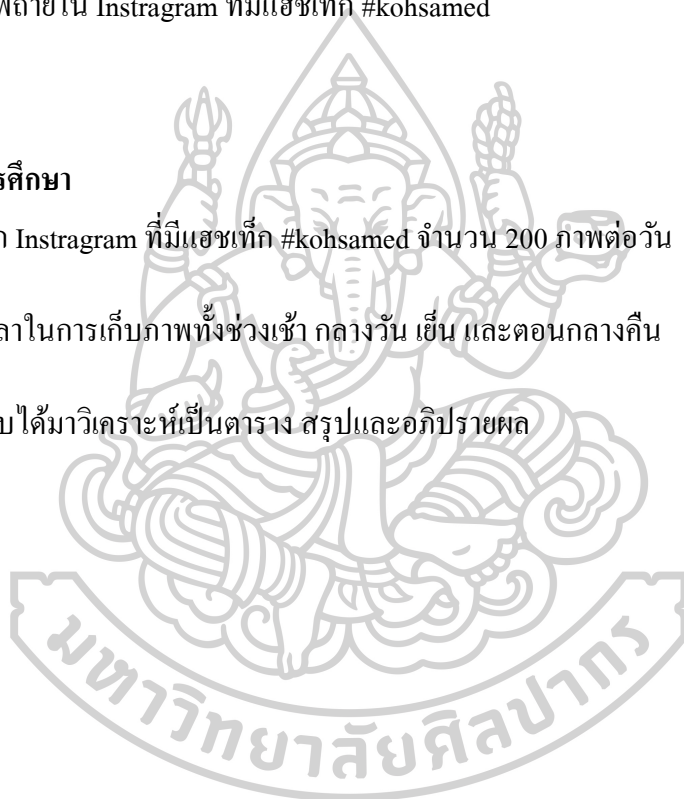 พถ่ายใน Instragram ที่มีแฮชเท็ก #kohsamed
รศึกษา
Instragram ที่มีแฮชเท็ก #kohsamed จำนวน 200 ภาพต่อวัน
ลาในการเก็บภาพทั้งช่วงเช้า กลางวัน เย็น และตอนกลางคืน
บได้มาวิเคราะห์เป็นตาราง สรุปและอภิปรายผล
มหาวิทยาลัยศิลปากร